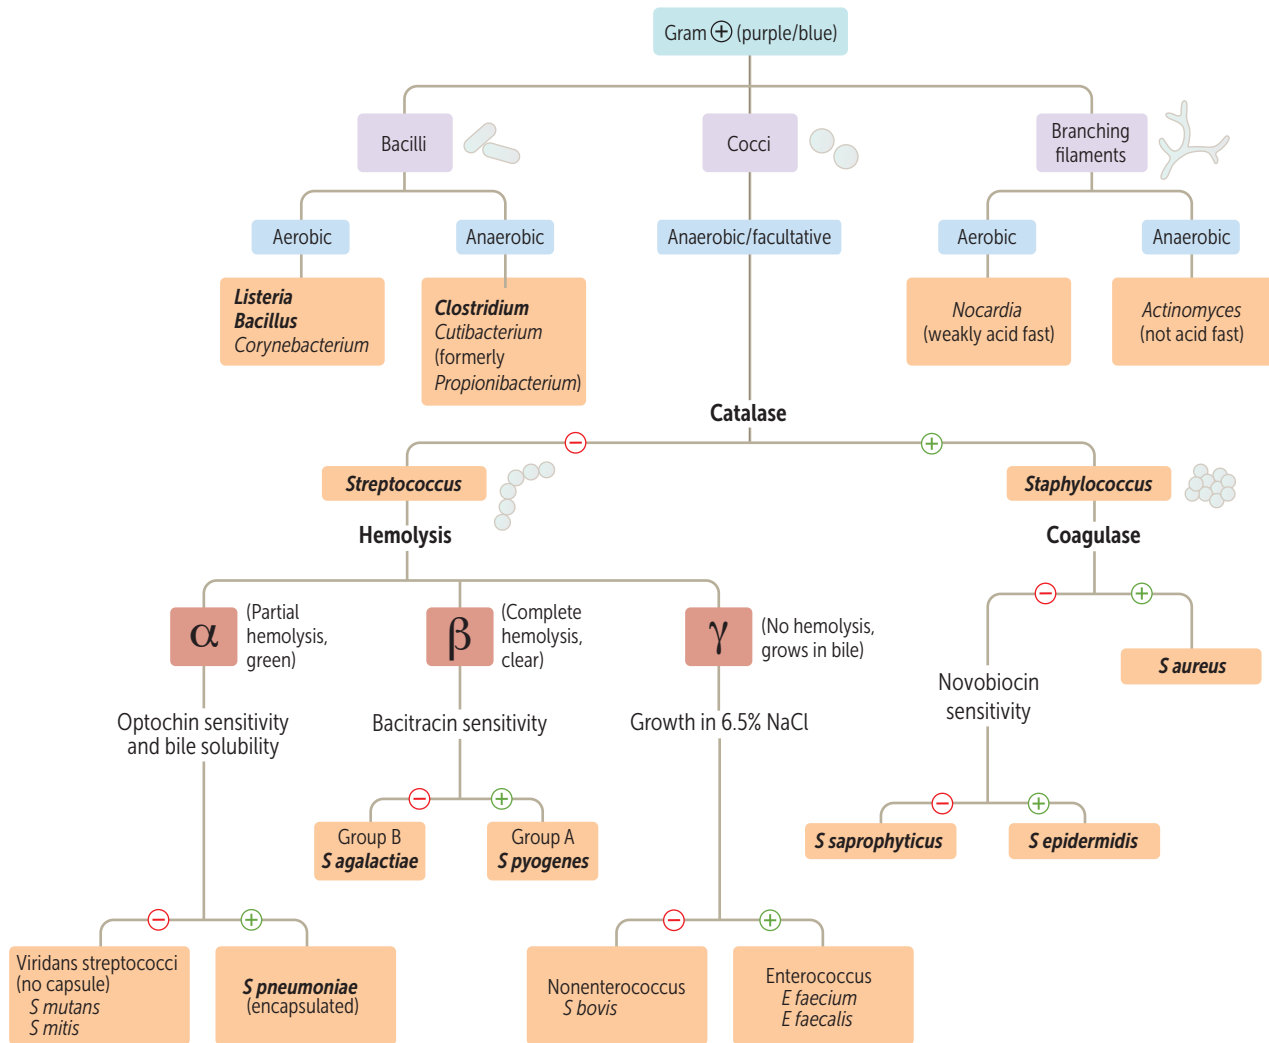 Gram ⊕ (purple/blue)
Bacilli
Cocci
Branching
filaments
Aerobic
Anaerobic
Anaerobic/facultative
Aerobic
Anaerobic
Listeria
Bacillus
Corynebacterium
Clostridium
Cutibacterium
(formerly
Propionibacterium)
Nocardia
(weakly acid fast)
Actinomyces
(not acid fast)
Catalase
−
+
Streptococcus
Staphylococcus
Hemolysis
Coagulase
−
+
α
(Partial
hemolysis,
green)
β
(Complete
hemolysis,
clear)
γ
(No hemolysis,
grows in bile)
S aureus
Novobiocin
sensitivity
Optochin sensitivity
and bile solubility
Bacitracin sensitivity
Growth in 6.5% NaCl
−
+
−
+
Group B
S agalactiae
Group A
S pyogenes
S saprophyticus
S epidermidis
−
+
−
+
Viridans streptococci
(no capsule)
S mutans
S mitis
S pneumoniae
(encapsulated)
Nonenterococcus
S bovis
Enterococcus
E faecium
E faecalis